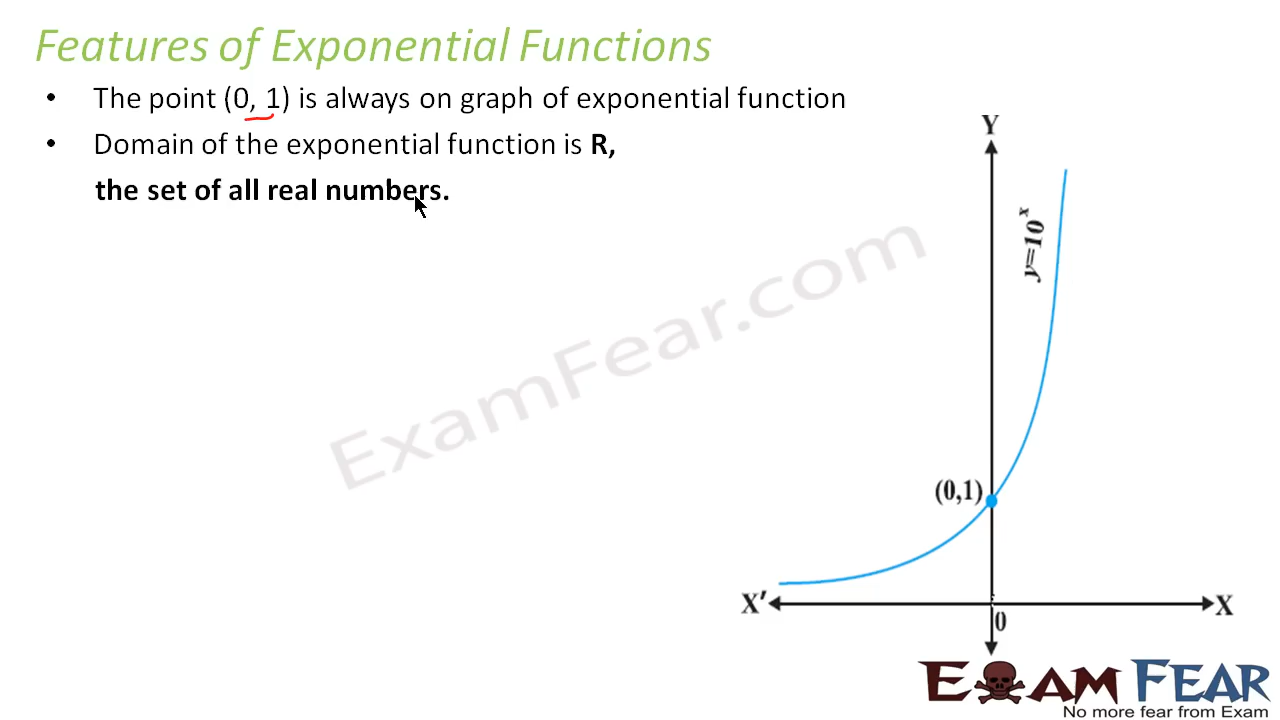 Features of Exponential Functions
• The point (0, 1) is always on graph of exponential function
• Domain of the exponential function is R,
the set of all real numbers.
Y
y=10^x
ExamFear.com
(0,1)
X′
X
0
EXAM FEAR
No more fear from Exam